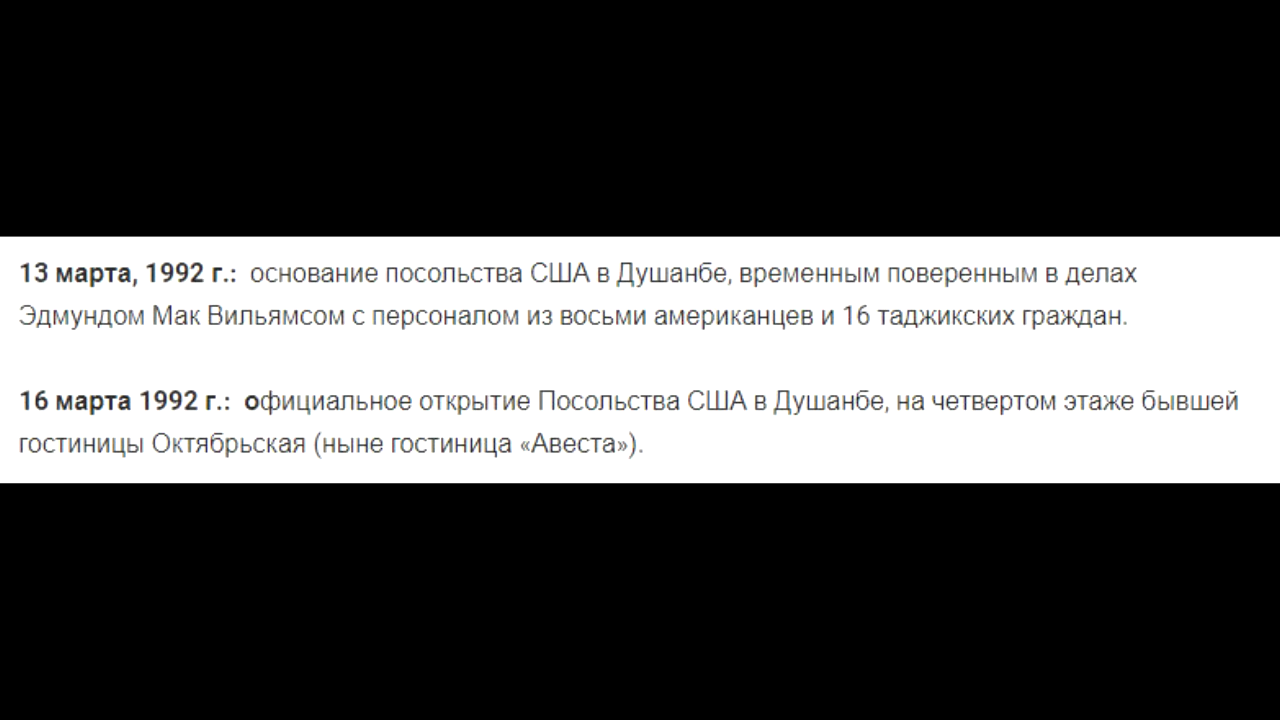 13 марта, 1992 г.: основание посольства США в Душанбе, временным поверенным в делах
Эдмундом Мак Вильямсом с персоналом из восьми американцев и 16 таджикских граждан.
16 марта 1992 г.: официальное открытие Посольства США в Душанбе, на четвертом этаже бывшей
гостиницы Октябрьская (ныне гостиница «Авеста»).